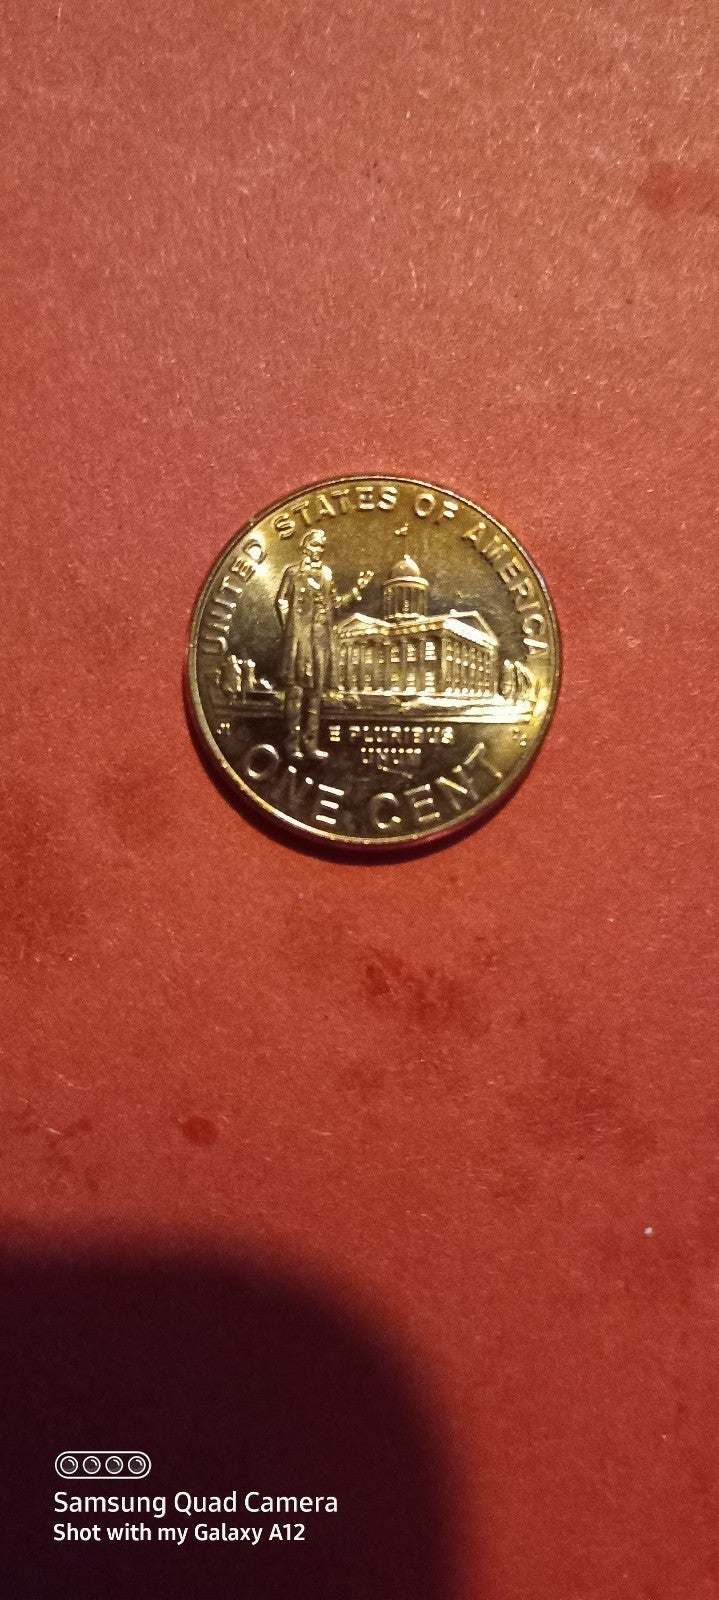 UNITED STATES OF AMERICA
E PLURIBUS
UNUM
ONE CENT
Samsung Quad Camera
Shot with my Galaxy A12